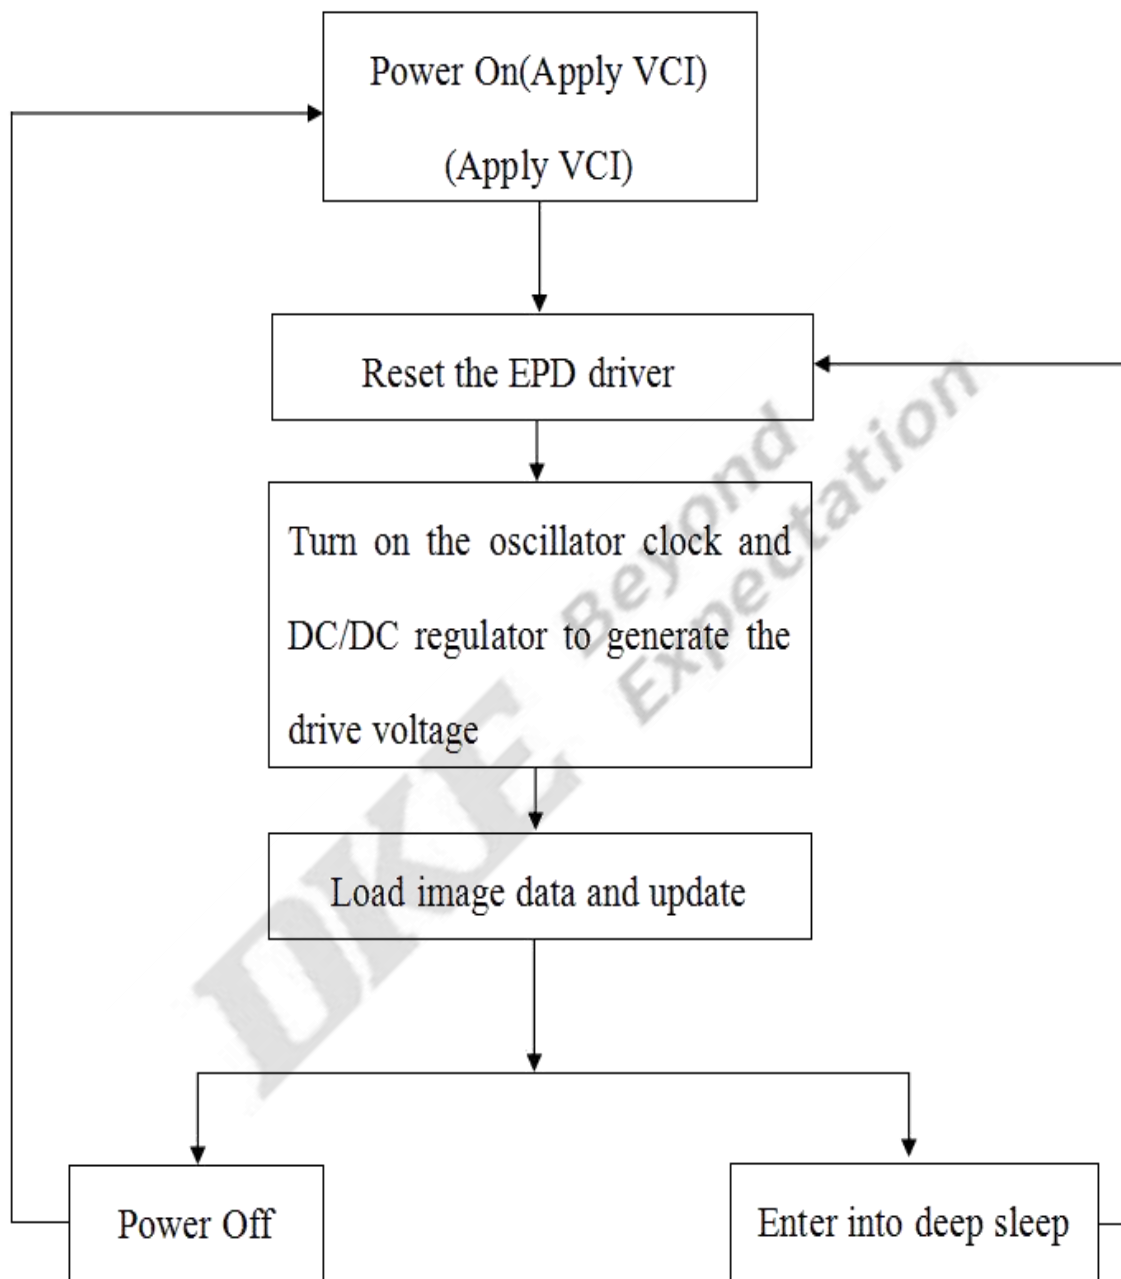 Power On(Apply VCI)
(Apply VCI)
Reset the EPD driver
Turn on the oscillator clock and
DC/DC regulator to generate the
drive voltage
Load image data and update
Power Off
Enter into deep sleep
DKE
Beyond
Expectation